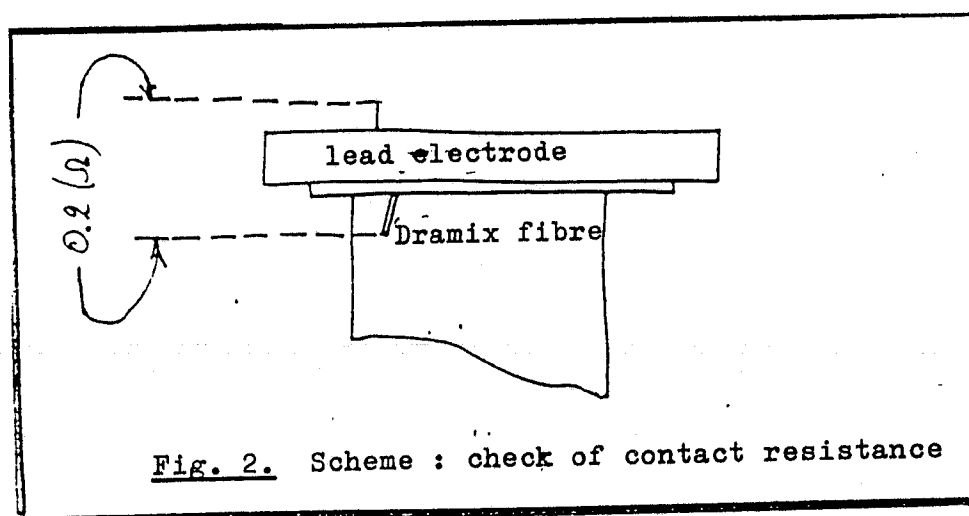 0.2 (Ω)
lead electrode
Dramix fibre
Fig. 2. Scheme : check of contact resistance